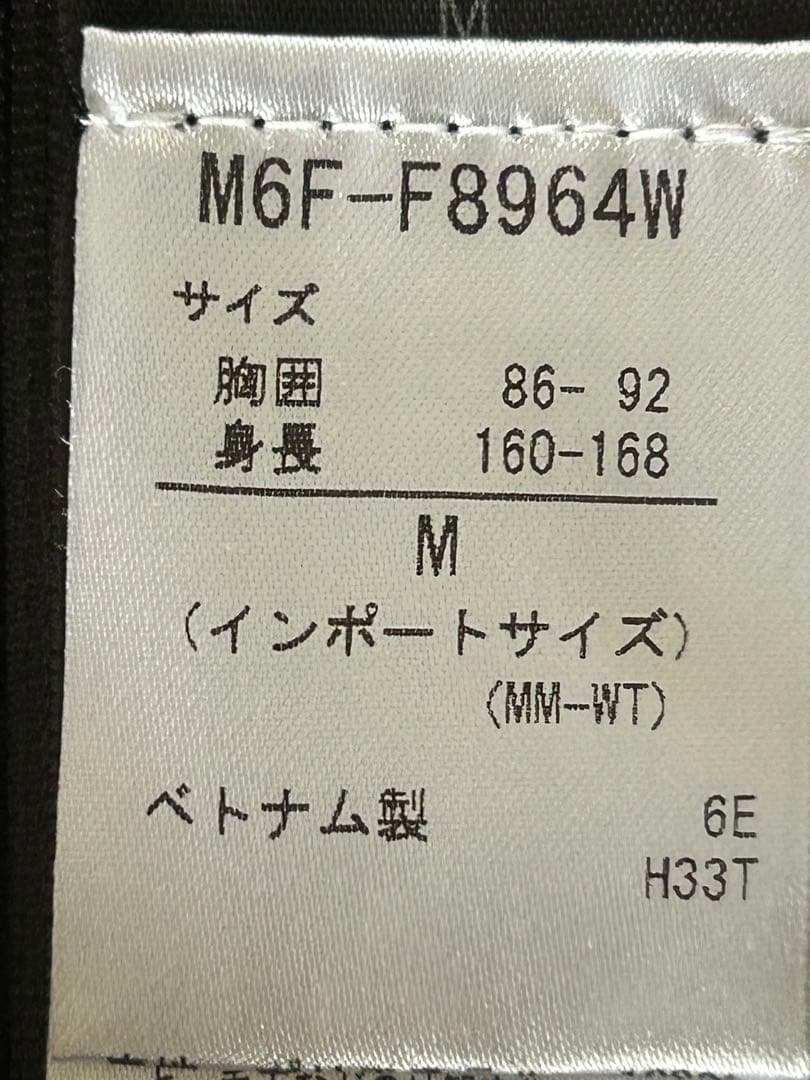 M6F-F8964W
サイズ
胸囲 86- 92
身長 160-168
M
(インポートサイズ)
(MM-WT)
ベトナム製 6E
H33T